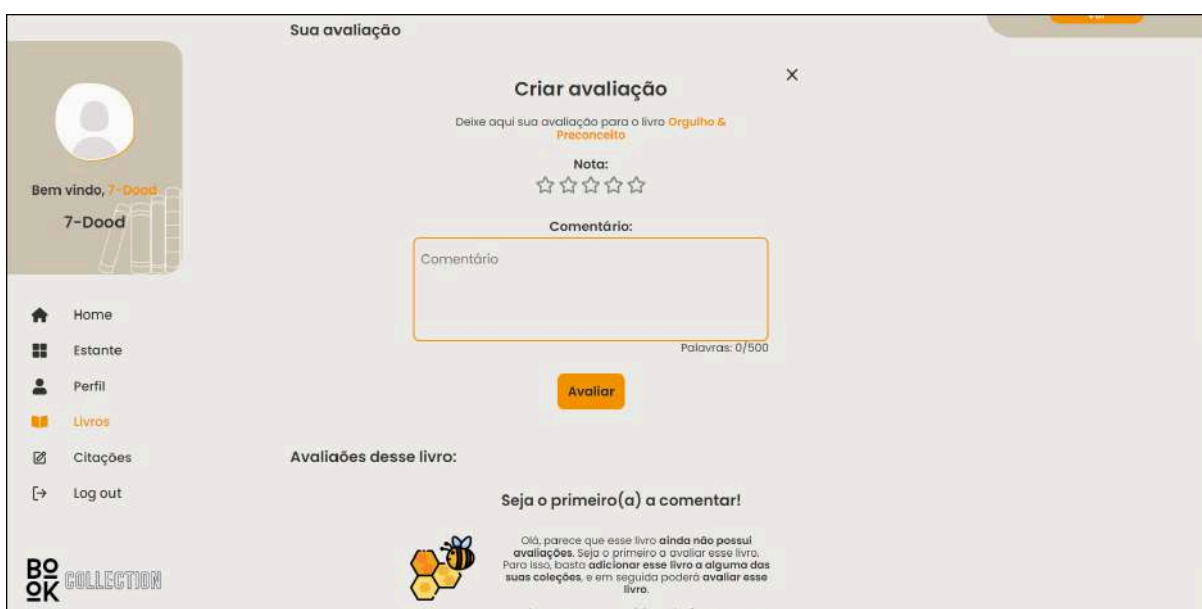 Sua avaliação
Criar avaliação
Deixe aqui sua avaliação para o livro Orgulho &
Preconceito
Nota:
Comentário:
Comentário
Palavras: 0/500
Avaliar
Bem vindo, 7-Dood
7-Dood
Home
Estante
Perfil
Livros
Citações
Log out
BO
OK COLLECTION
Avaliaões desse livro:
Seja o primeiro(a) a comentar!
Olá, parece que esse livro ainda não possui
avaliações. Seja o primeiro a avaliar esse livro.
Para isso, basta adicionar esse livro a alguma das
suas coleções, e em seguida poderá avaliar esse
livro.